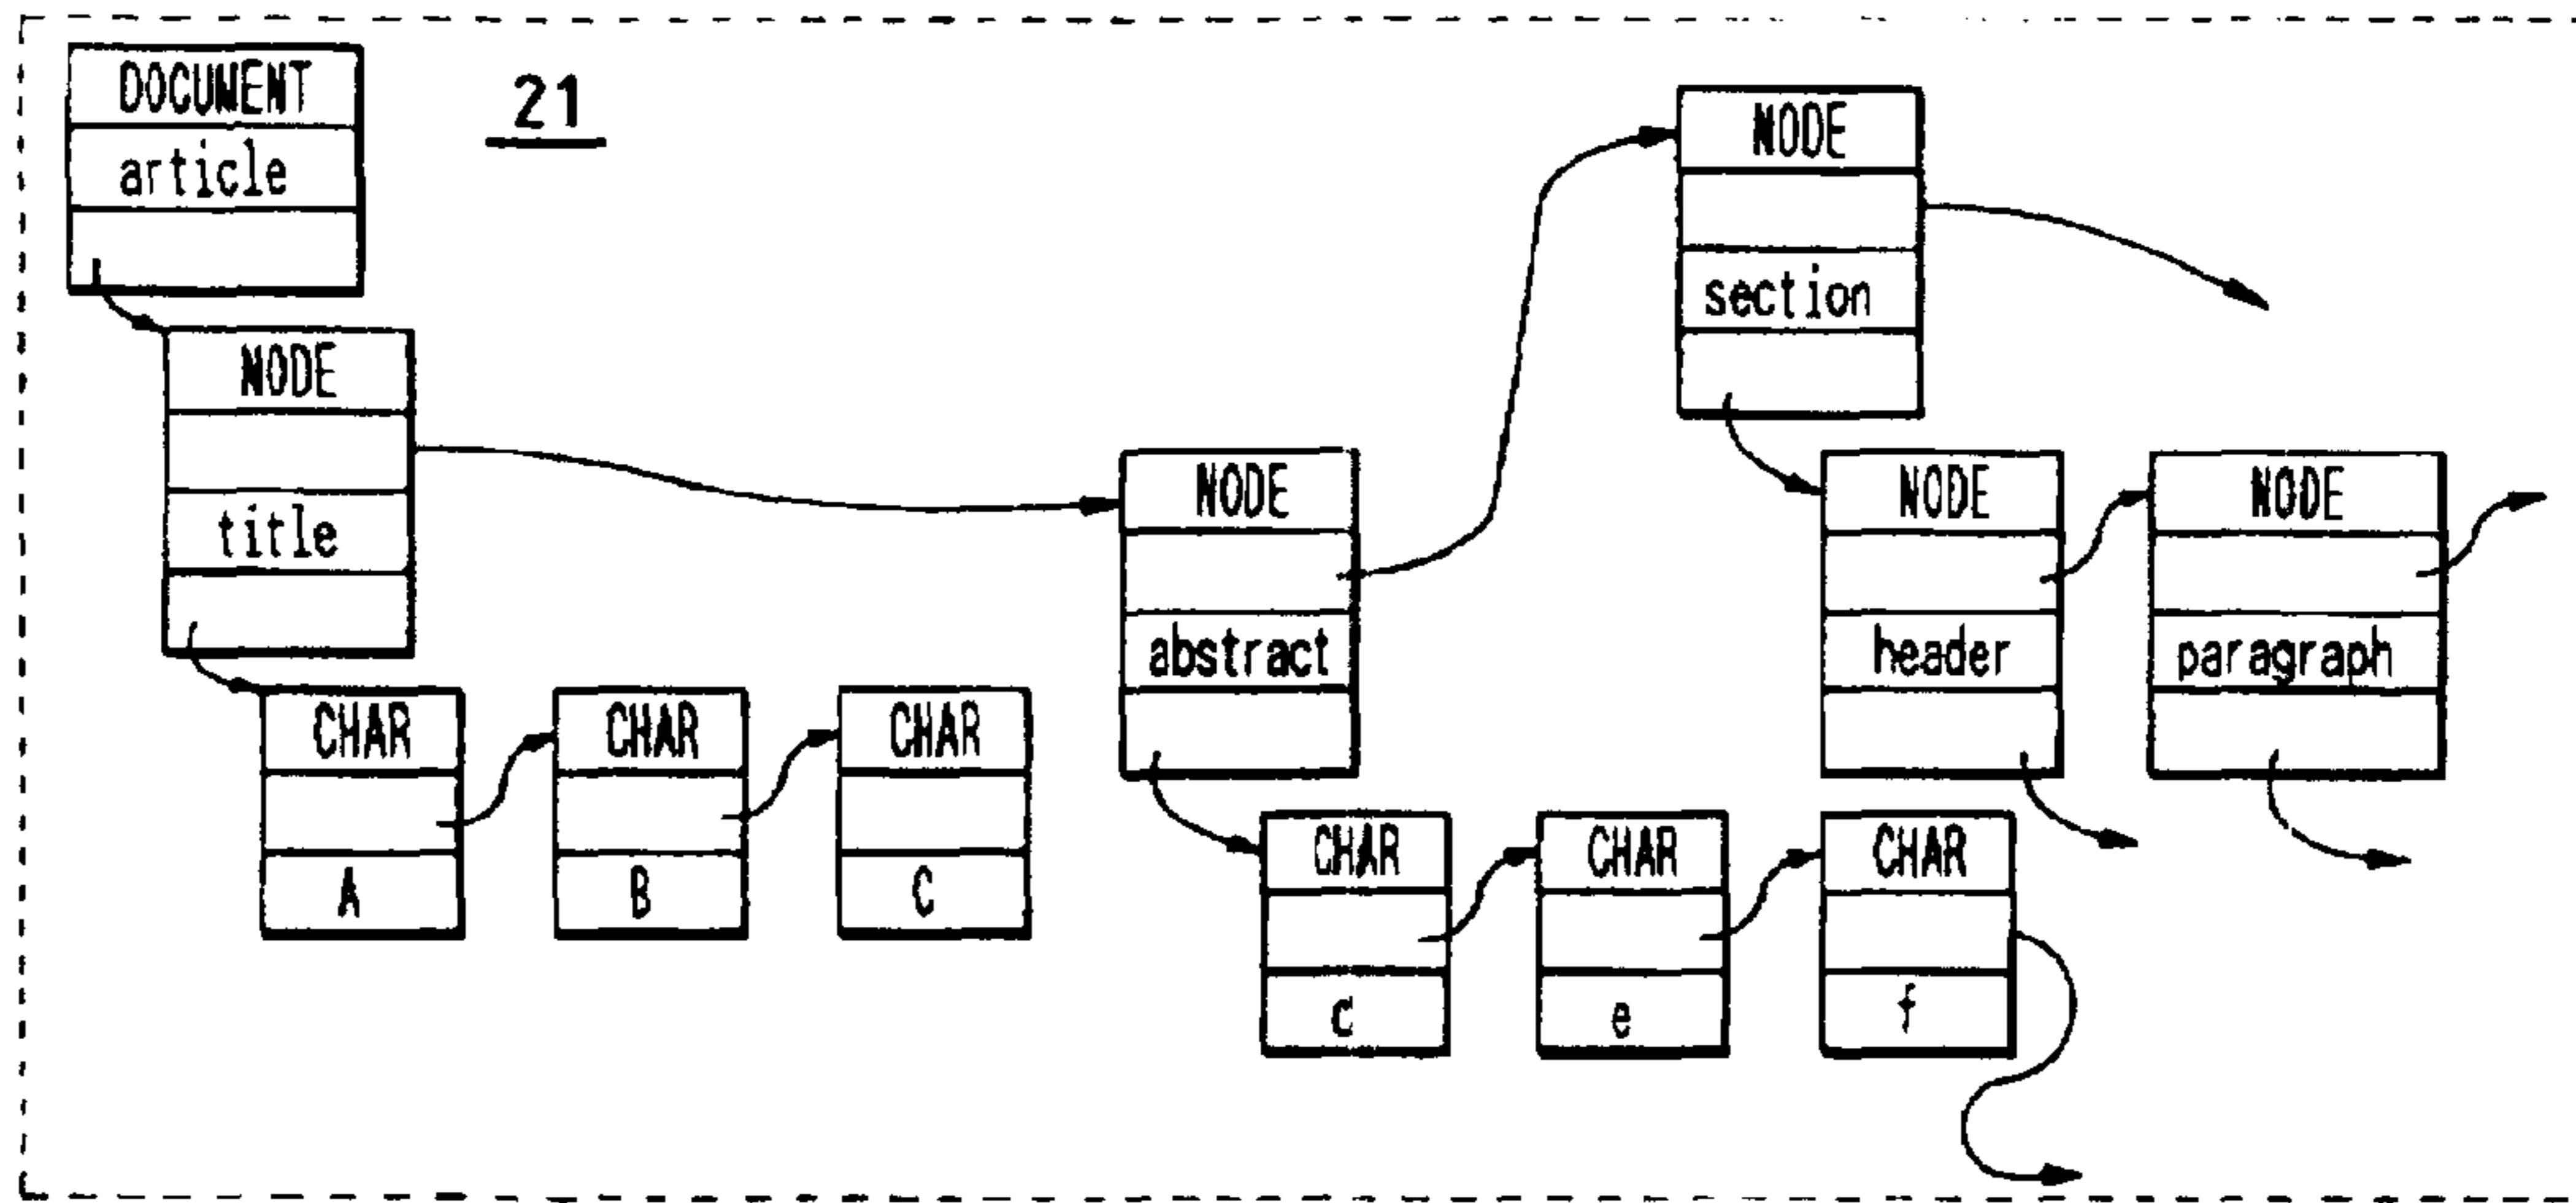 DOCUMENT
article
21
NODE
title
CHAR
A
CHAR
B
CHAR
C
NODE
abstract
CHAR
c
CHAR
e
CHAR
f
NODE
section
NODE
header
NODE
paragraph